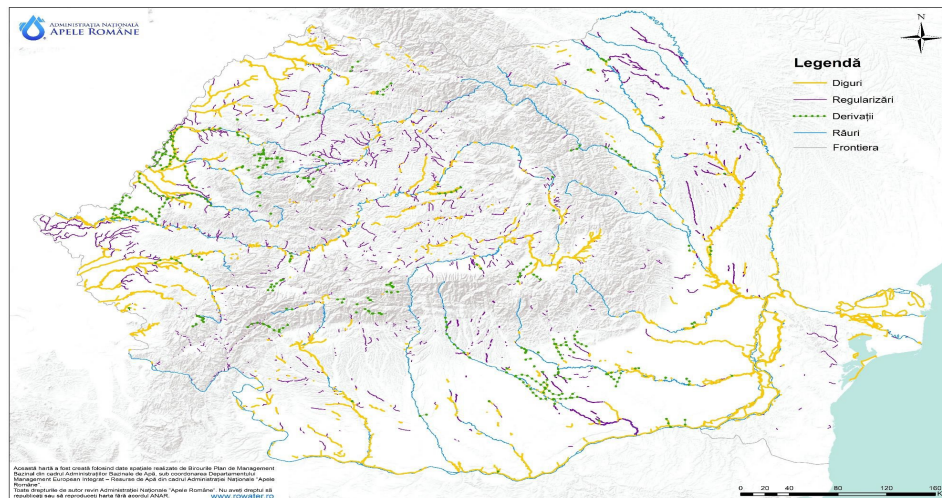 ADMINISTRAȚIA NAȚIONALĂ
APELE ROMÂNE
N
Legendă
Diguri
Regularizări
Derivații
Râuri
Frontiera
Această hartă a fost creată folosind date spațiale realizate de Birourile Plan de Management
Bazinal din cadrul Administrațiilor Bazinale de Apă, sub coordonarea Departamentului
Management European Integrat – Resurse de Apă din cadrul Administrației Naționale "Apele
Române".
Toate drepturile de autor revin Administrației Naționale "Apele Române". Nu aveți dreptul să
republicați sau să reproduceți harta fără acordul ANAR.
www.rowater.ro
0 20 40 80 120 160